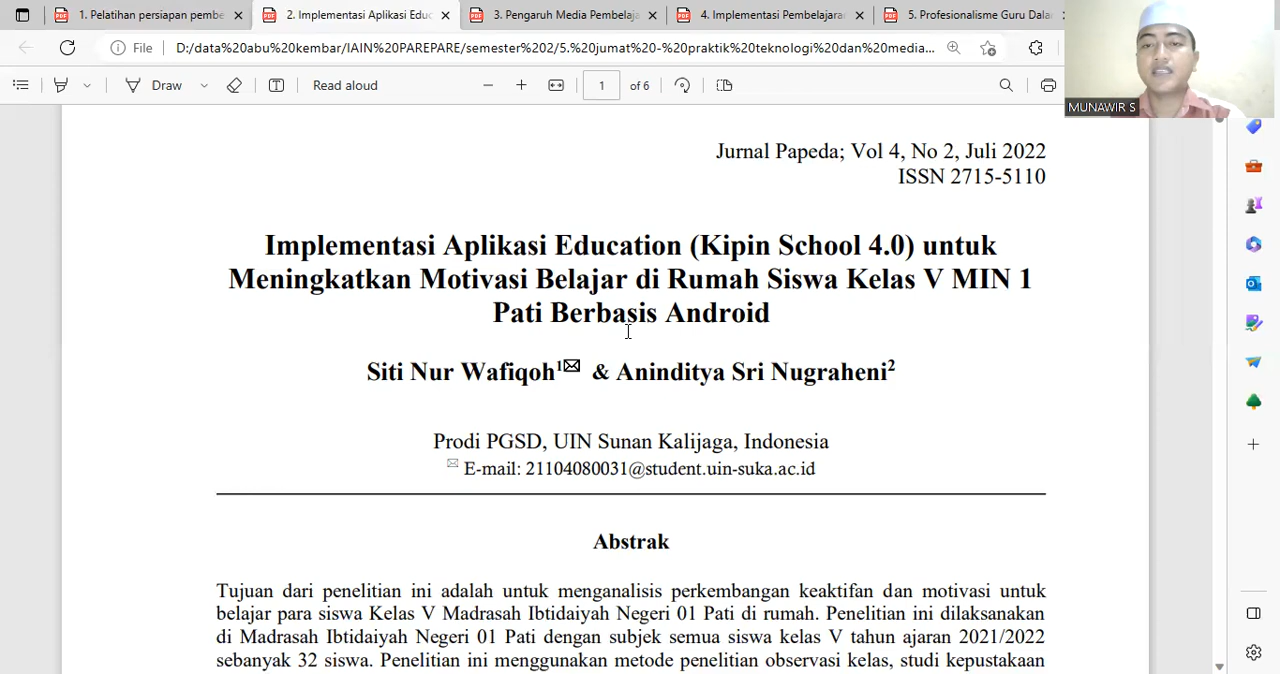 1. Pelatihan persiapan pembe
2. Implementasi Aplikasi Educ
3. Pengaruh Media Pembelaja
4. Implementasi Pembelajara
5. Profesionalisme Guru Dala
File
D:/data%20abu%20kembar/IAIN%20PAREPARE/semester%202/5.%20jumat%20-%20praktik%20teknologi%20dan%20media...
Draw
Read aloud
1 of 6
MUNAWIR S
Jurnal Papeda; Vol 4, No 2, Juli 2022
ISSN 2715-5110
Implementasi Aplikasi Education (Kipin School 4.0) untuk
Meningkatkan Motivasi Belajar di Rumah Siswa Kelas V MIN 1
Pati Berbasis Android
Siti Nur Wafiqoh1✉ & Aninditya Sri Nugraheni2
Prodi PGSD, UIN Sunan Kalijaga, Indonesia
✉ E-mail: 21104080031@student.uin-suka.ac.id
Abstrak
Tujuan dari penelitian ini adalah untuk menganalisis perkembangan keaktifan dan motivasi untuk
belajar para siswa Kelas V Madrasah Ibtidaiyah Negeri 01 Pati di rumah. Penelitian ini dilaksanakan
di Madrasah Ibtidaiyah Negeri 01 Pati dengan subjek semua siswa kelas V tahun ajaran 2021/2022
sebanyak 32 siswa. Penelitian ini menggunakan metode penelitian observasi kelas, studi kepustakaan